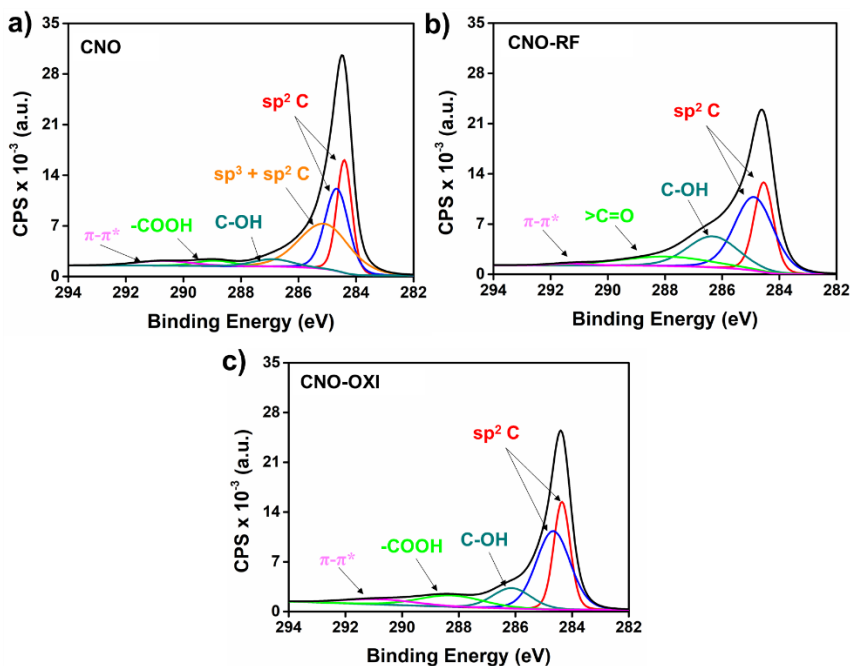 a)
CNO
CPS x 10⁻³ (a.u.)
35
28
21
14
7
0
sp² C
sp³ + sp² C
C-OH
-COOH
π-π*
294 292 290 288 286 284 282
Binding Energy (eV)
b)
CNO-RF
CPS x 10⁻³ (a.u.)
35
28
21
14
7
0
sp² C
C-OH
>C=O
π-π*
294 292 290 288 286 284 282
Binding Energy (eV)
c)
CNO-OXI
CPS x 10⁻³ (a.u.)
35
28
21
14
7
0
sp² C
C-OH
-COOH
π-π*
294 292 290 288 286 284 282
Binding Energy (eV)